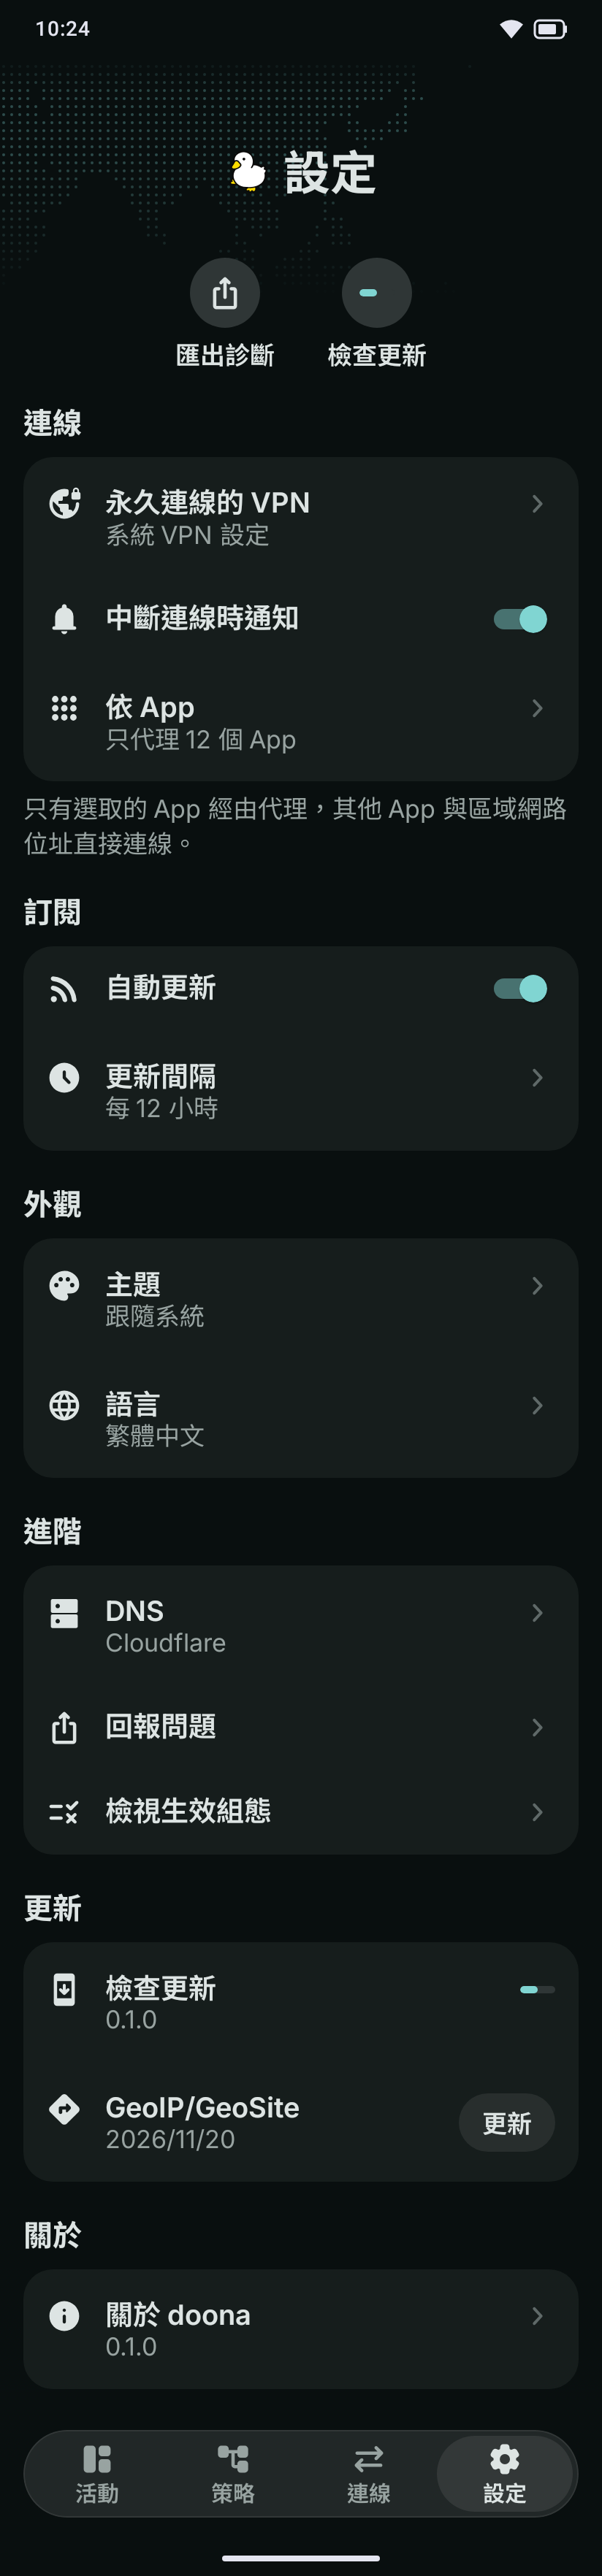 10:24
設定
匯出診斷
檢查更新
連線
永久連線的 VPN
系統 VPN 設定
中斷連線時通知
依 App
只代理 12 個 App
只有選取的 App 經由代理，其他 App 與區域網路
位址直接連線。
訂閱
自動更新
更新間隔
每 12 小時
外觀
主題
跟隨系統
語言
繁體中文
進階
DNS
Cloudflare
回報問題
檢視生效組態
更新
檢查更新
0.1.0
GeoIP/GeoSite
2026/11/20
更新
關於
關於 doona
0.1.0
活動
策略
連線
設定